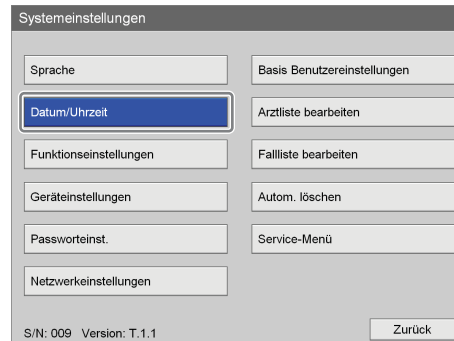 Systemeinstellungen
Sprache
Datum/Uhrzeit
Funktionseinstellungen
Geräteinstellungen
Passworteinst.
Netzwerkeinstellungen
Basis Benutzereinstellungen
Arztliste bearbeiten
Fallliste bearbeiten
Autom. löschen
Service-Menü
S/N: 009 Version: T.1.1
Zurück